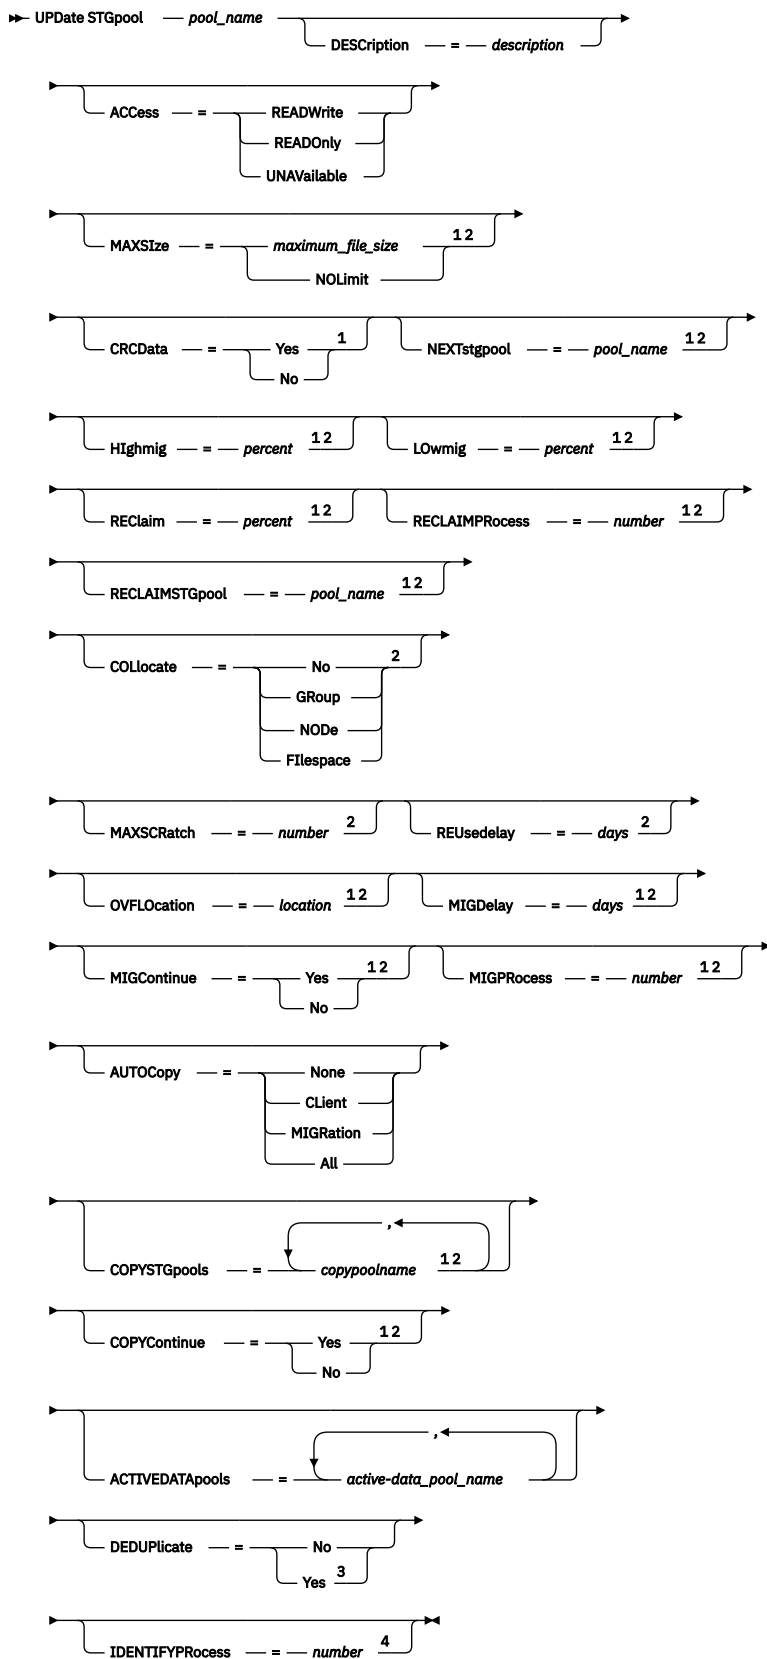 UPDate STGpool pool_name
DESCription = description
ACCess = READWrite
READOnly
UNAVailable
MAXSIze = maximum_file_size 1 2
NOLimit
CRCData = Yes 1 NEXTstgpool = pool_name 1 2
No
HIghmig = percent 1 2 LOwmig = percent 1 2
REClaim = percent 1 2 RECLAIMPRocess = number 1 2
RECLAIMSTGpool = pool_name 1 2
COLlocate = No 2
GRoup
NODe
FIlespace
MAXSCRatch = number 2 REUsedelay = days 2
OVFLOcation = location 1 2 MIGDelay = days 1 2
MIGContinue = Yes 1 2 MIGPRocess = number 1 2
No
AUTOCopy = None
CLient
MIGRation
All
,
COPYSTGpools = copypoolname 1 2
COPYContinue = Yes 1 2
No
,
ACTIVEDATApools = active-data_pool_name
DEDUPlicate = No
Yes 3
IDENTIFYPRocess = number 4